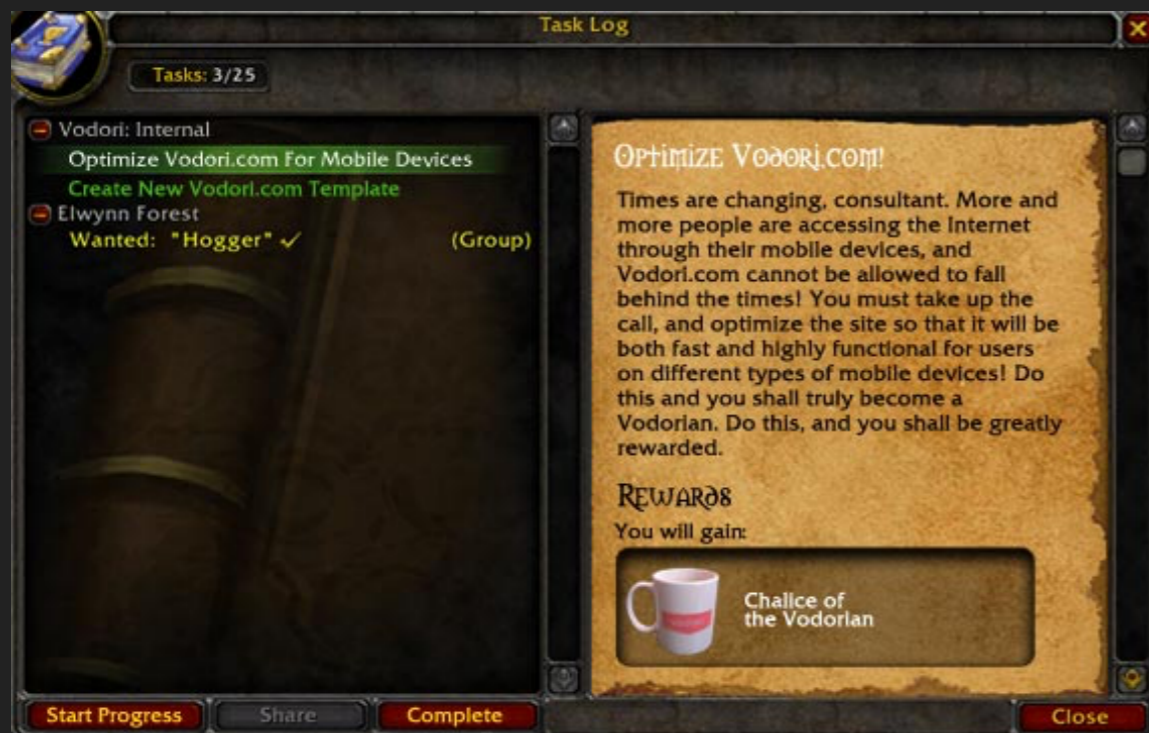 Task Log
Tasks: 3/25
Vodori: Internal
Optimize Vodori.com For Mobile Devices
Create New Vodori.com Template
Elwynn Forest
Wanted: "Hogger" (Group)
Optimize Vodori.com!
Times are changing, consultant. More and
more people are accessing the Internet
through their mobile devices, and
Vodori.com cannot be allowed to fall
behind the times! You must take up the
call, and optimize the site so that it will be
both fast and highly functional for users
on different types of mobile devices! Do
this and you shall truly become a
Vodorian. Do this, and you shall be greatly
rewarded.
Rewards
You will gain:
Chalice of
the Vodorian
Start Progress
Share
Complete
Close